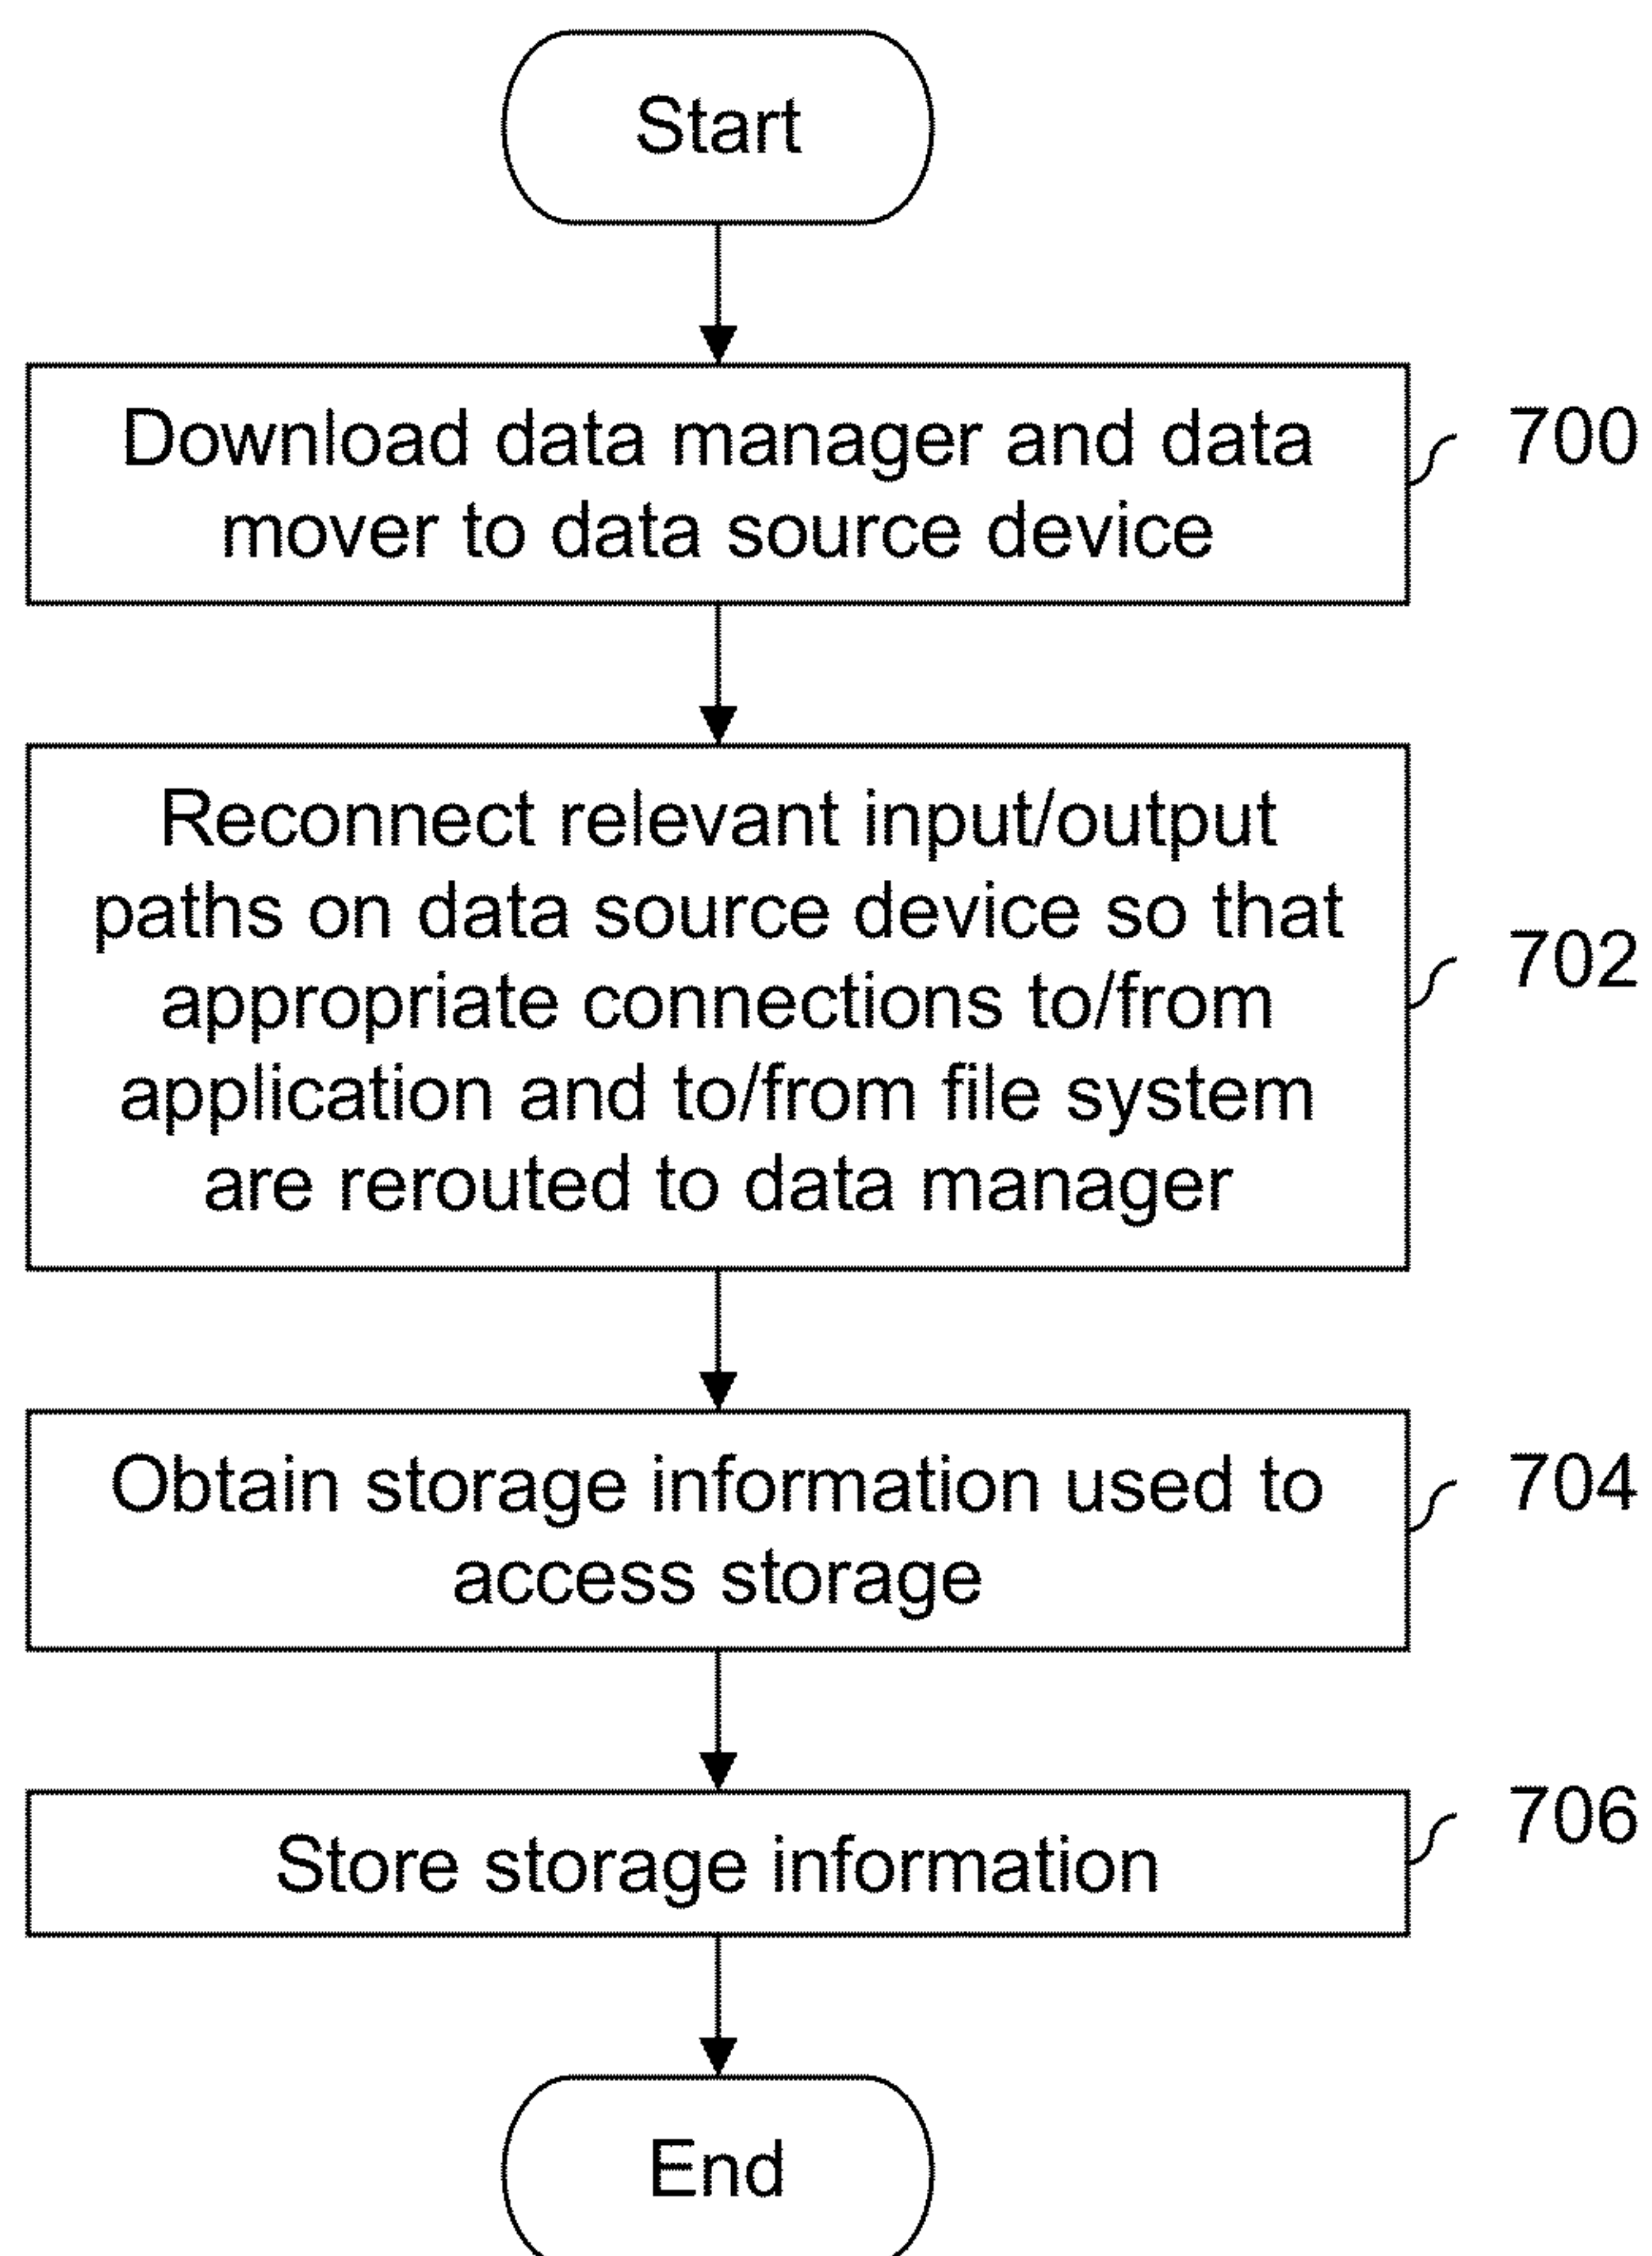 Start
Download data manager and data
mover to data source device
700
Reconnect relevant input/output
paths on data source device so that
appropriate connections to/from
application and to/from file system
are rerouted to data manager
702
Obtain storage information used to
access storage
704
Store storage information
706
End